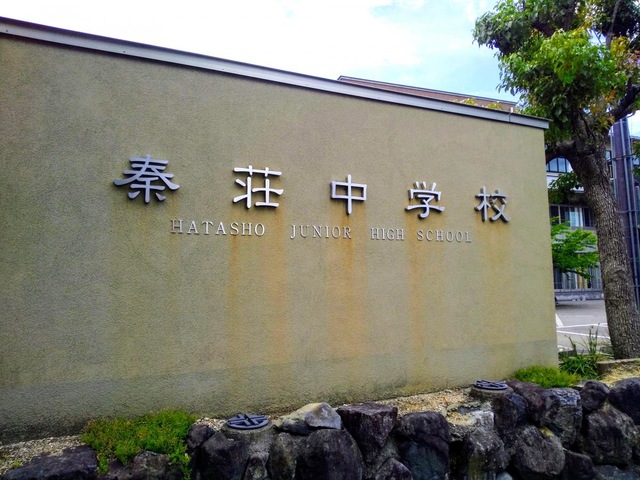 秦荘中学校
HATASHO JUNIOR HIGH SCHOOL